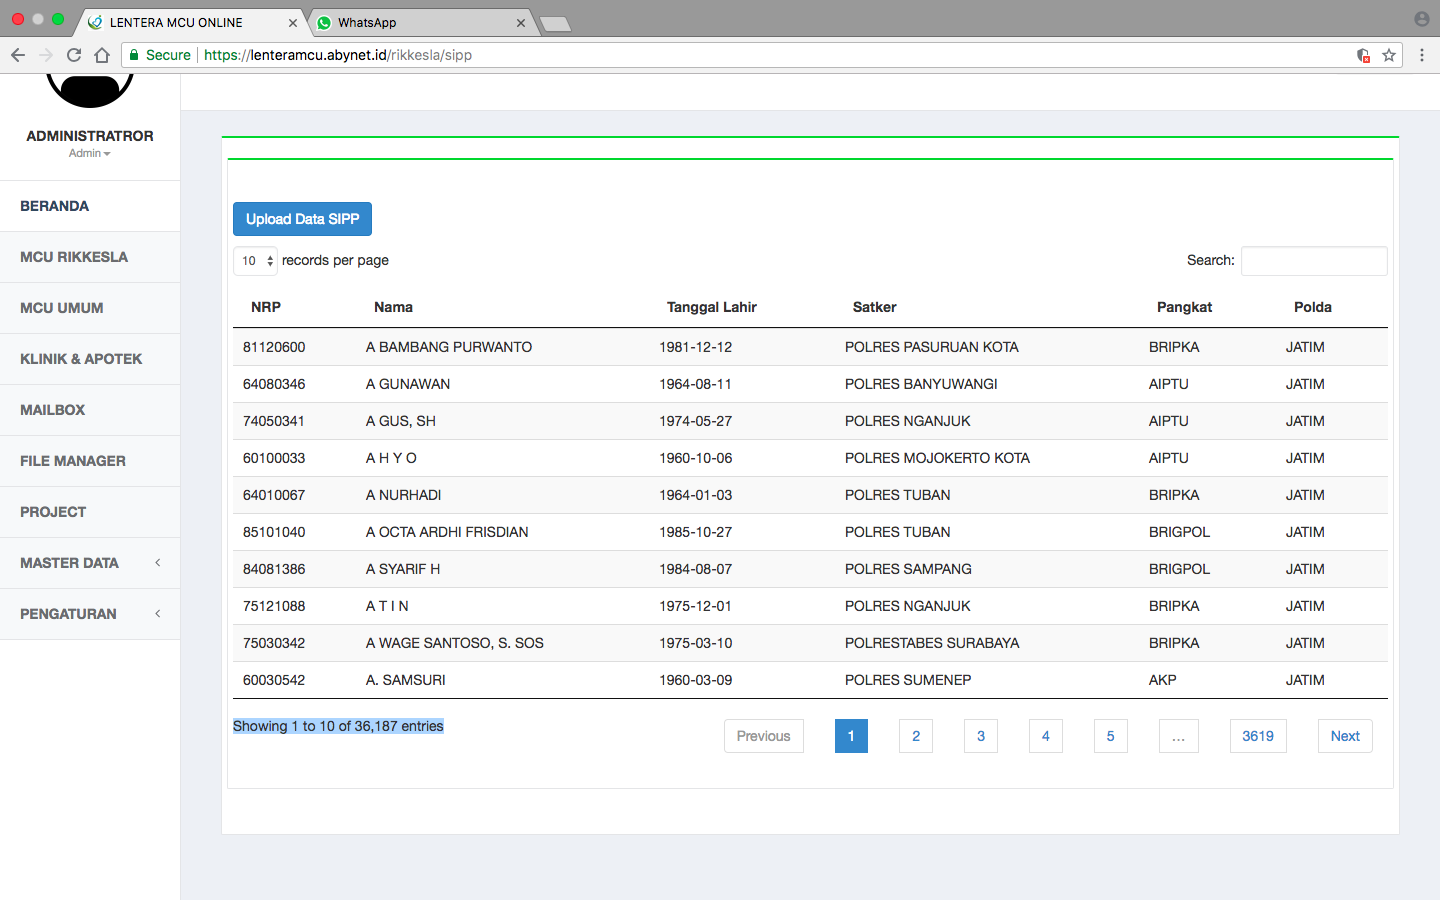 LENTERA MCU ONLINE
WhatsApp
Secure
https://lenteramcu.abynet.id/rikkesla/sipp
ADMINISTRATROR
Admin
BERANDA
MCU RIKKESLA
MCU UMUM
KLINIK & APOTEK
MAILBOX
FILE MANAGER
PROJECT
MASTER DATA
PENGATURAN
Upload Data SIPP
10 records per page
Search:
NRP Nama Tanggal Lahir Satker Pangkat Polda
81120600 A BAMBANG PURWANTO 1981-12-12 POLRES PASURUAN KOTA BRIPKA JATIM
64080346 A GUNAWAN 1964-08-11 POLRES BANYUWANGI AIPTU JATIM
74050341 A GUS, SH 1974-05-27 POLRES NGANJUK AIPTU JATIM
60100033 A H Y O 1960-10-06 POLRES MOJOKERTO KOTA AIPTU JATIM
64010067 A NURHADI 1964-01-03 POLRES TUBAN BRIPKA JATIM
85101040 A OCTA ARDHI FRISDIAN 1985-10-27 POLRES TUBAN BRIGPOL JATIM
84081386 A SYARIF H 1984-08-07 POLRES SAMPANG BRIGPOL JATIM
75121088 A T I N 1975-12-01 POLRES NGANJUK BRIPKA JATIM
75030342 A WAGE SANTOSO, S. SOS 1975-03-10 POLRESTABES SURABAYA BRIPKA JATIM
60030542 A. SAMSURI 1960-03-09 POLRES SUMENEP AKP JATIM
Showing 1 to 10 of 36,187 entries
Previous 1 2 3 4 5 … 3619 Next